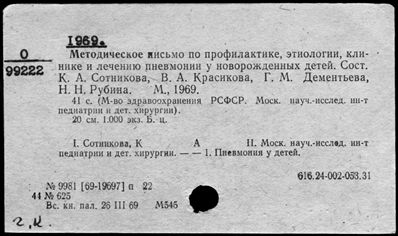 1969.
О
99222
Методическое письмо по профилактике, этиологии, кли-
нике и лечению пневмонии у новорожденных детей. Сост.
К. А. Сотникова, В. А. Красикова, Г. М. Дементьева,
Н. Н. Рубина. М., 1969.
41 с. (М-во здравоохранения РСФСР. Моск. науч.-исслед. ин-т
педиатрии и дет. хирургии).
20 см. 1.000 экз. Б. ц.
I. Сотникова, К А II. Моск. науч.-исслед. ин-т
педиатрии и дет. хирургии. — — 1. Пневмония у детей.
616.24-002-053.31
№ 9981 [69-19697] п 22
44 № 625
Вс. кн. пал. 26 III 69 М545